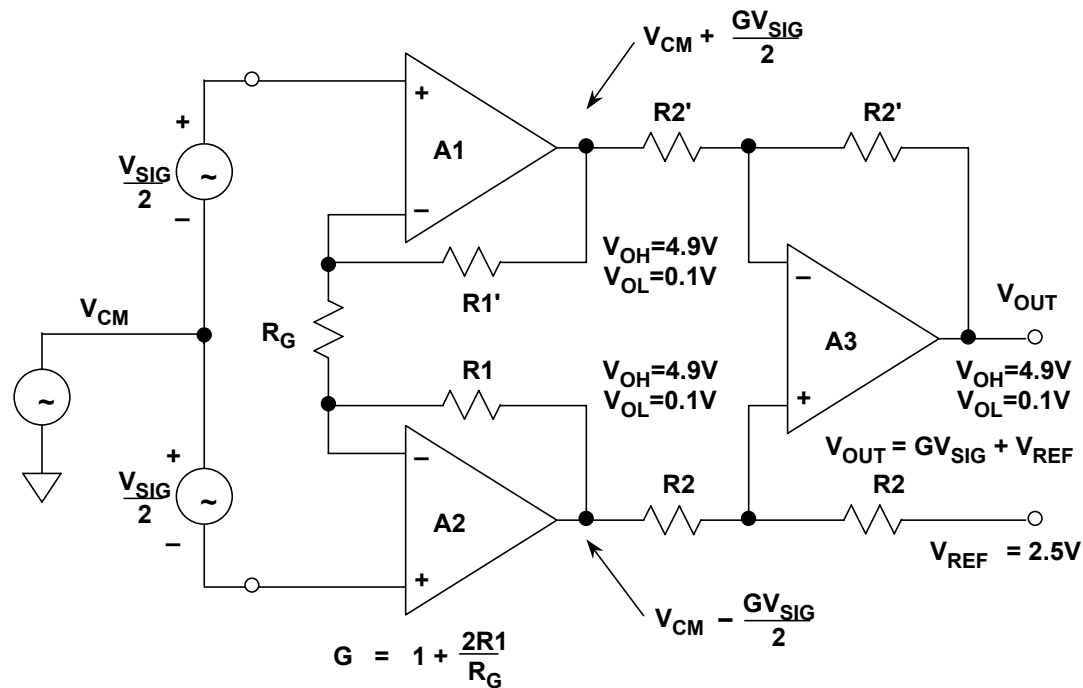 V_CM + GV_SIG/2
R2'
R2'
+
A1
–
+
V_SIG/2
~
–
V_OH=4.9V
V_OL=0.1V
R1'
V_CM
R_G
–
V_OUT
A3
R1
V_OH=4.9V
V_OL=0.1V
V_OH=4.9V
V_OL=0.1V
~
+
V_OUT = GV_SIG + V_REF
+
V_SIG/2
~
–
–
A2
+
R2
R2
V_REF = 2.5V
V_CM – GV_SIG/2
G = 1 + 2R1/R_G